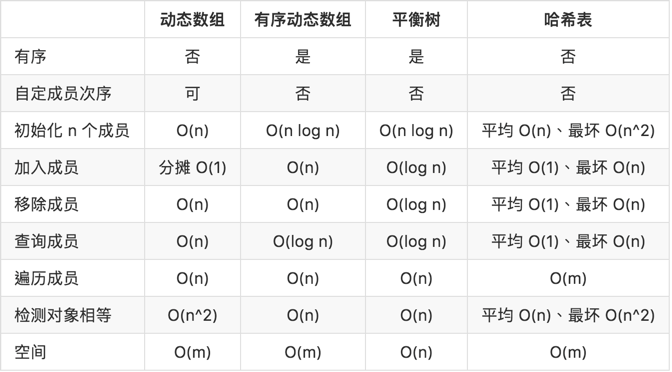 动态数组 有序动态数组 平衡树 哈希表
有序 否 是 是 否
自定成员次序 可 否 否 否
初始化 n 个成员 O(n) O(n log n) O(n log n) 平均 O(n)、最坏 O(n^2)
加入成员 分摊 O(1) O(n) O(log n) 平均 O(1)、最坏 O(n)
移除成员 O(n) O(n) O(log n) 平均 O(1)、最坏 O(n)
查询成员 O(n) O(log n) O(log n) 平均 O(1)、最坏 O(n)
遍历成员 O(n) O(n) O(n) O(m)
检测对象相等 O(n^2) O(n) O(n) 平均 O(n)、最坏 O(n^2)
空间 O(m) O(m) O(n) O(m)